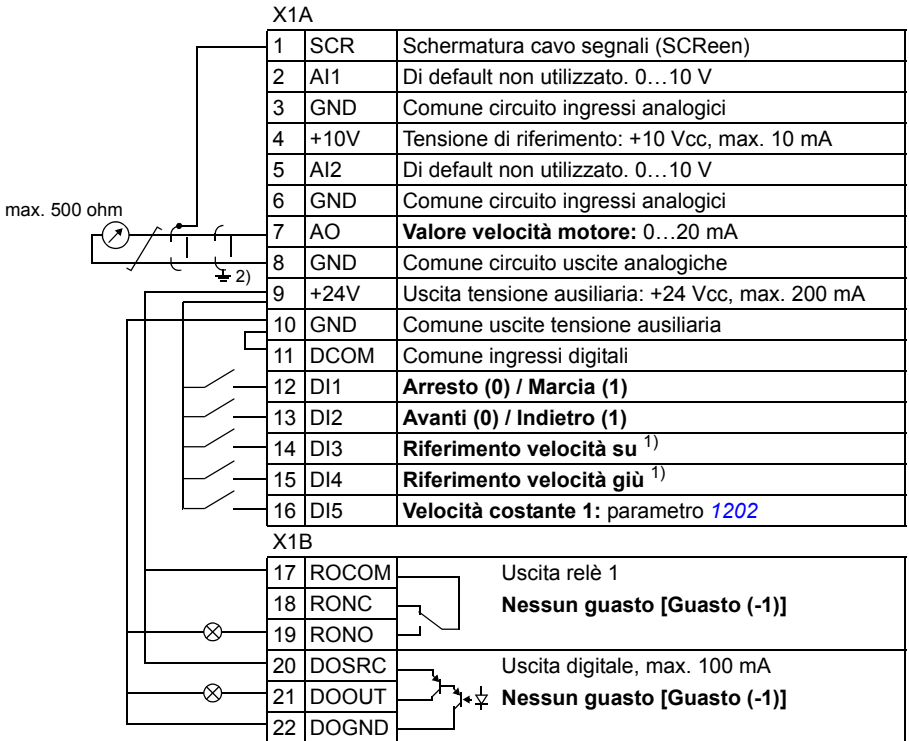 X1A
1 SCR Schermatura cavo segnali (SCReen)
2 AI1 Di default non utilizzato. 0…10 V
3 GND Comune circuito ingressi analogici
4 +10V Tensione di riferimento: +10 Vcc, max. 10 mA
5 AI2 Di default non utilizzato. 0…10 V
6 GND Comune circuito ingressi analogici
max. 500 ohm
7 AO Valore velocità motore: 0…20 mA
8 GND Comune circuito uscite analogiche
2)
9 +24V Uscita tensione ausiliaria: +24 Vcc, max. 200 mA
10 GND Comune uscite tensione ausiliaria
11 DCOM Comune ingressi digitali
12 DI1 Arresto (0) / Marcia (1)
13 DI2 Avanti (0) / Indietro (1)
14 DI3 Riferimento velocità su 1)
15 DI4 Riferimento velocità giù 1)
16 DI5 Velocità costante 1: parametro 1202
X1B
17 ROCOM Uscita relè 1
18 RONC Nessun guasto [Guasto (-1)]
19 RONO
20 DOSRC Uscita digitale, max. 100 mA
21 DOOUT Nessun guasto [Guasto (-1)]
22 DOGND